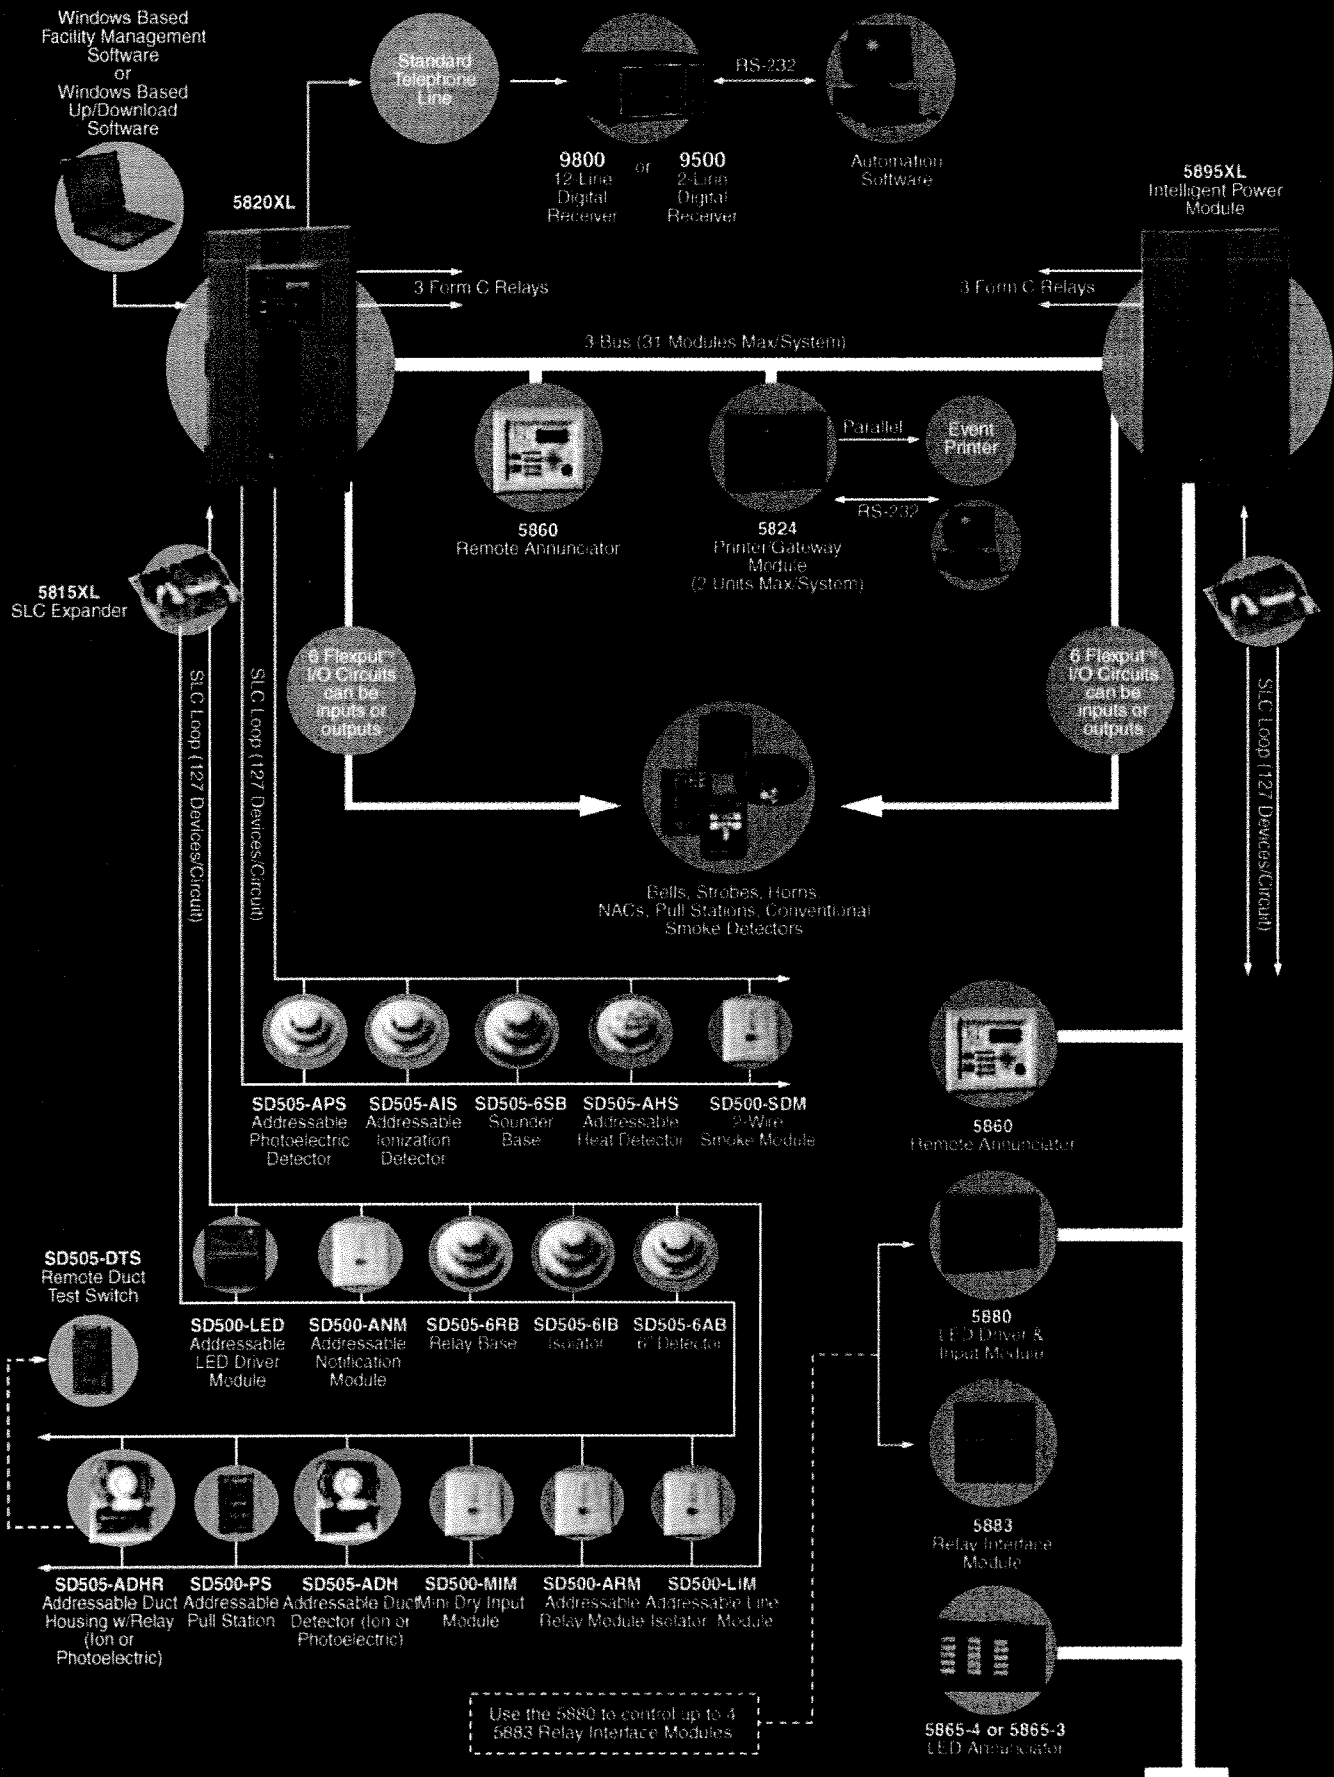 Windows Based
Facility Management
Software
or
Windows Based
Up/Download
Software
Standard
Telephone
Line
RS-232
9800
12-Line
Digital
Receiver
or
9500
2-Line
Digital
Receiver
Automation
Software
5895XL
Intelligent Power
Module
5820XL
3 Form C Relays
3 Form C Relays
S-Bus (31 Modules Max/System)
Parallel
Event
Printer
RS-232
5860
Remote Annunciator
5824
Printer/Gateway
Module
(2 Units Max/System)
5815XL
SLC Expander
6 Flexput™
I/O Circuits
can be
inputs or
outputs
6 Flexput™
I/O Circuits
can be
inputs or
outputs
SLC Loop (127 Devices/Circuit)
SLC Loop (127 Devices/Circuit)
SLC Loop (127 Devices/Circuit)
Bells, Strobes, Horns,
NACs, Pull Stations, Conventional
Smoke Detectors
SD505-APS
Addressable
Photoelectric
Detector
SD505-AIS
Addressable
Ionization
Detector
SD505-6SB
Sounder
Base
SD505-AHS
Addressable
Heat Detector
SD500-SDM
2-Wire
Smoke Module
5860
Remote Annunciator
SD505-DTS
Remote Duct
Test Switch
SD500-LED
Addressable
LED Driver
Module
SD500-ANM
Addressable
Notification
Module
SD505-6RB
Relay Base
SD505-6IB
Isolator
SD505-6AB
6" Detector
5880
LED Driver &
Input Module
5883
Relay Interface
Module
SD505-ADHR
Addressable Duct
Housing w/Relay
(Ion or
Photoelectric)
SD500-PS
Addressable
Pull Station
SD505-ADH
Addressable Duct
Detector (Ion or
Photoelectric)
SD500-MIM
Mini Dry Input
Module
SD500-ARM
Addressable
Relay Module
SD500-LIM
Addressable Line
Isolator Module
Use the 5880 to control up to 4
5883 Relay Interface Modules
5865-4 or 5865-3
LED Annunciator